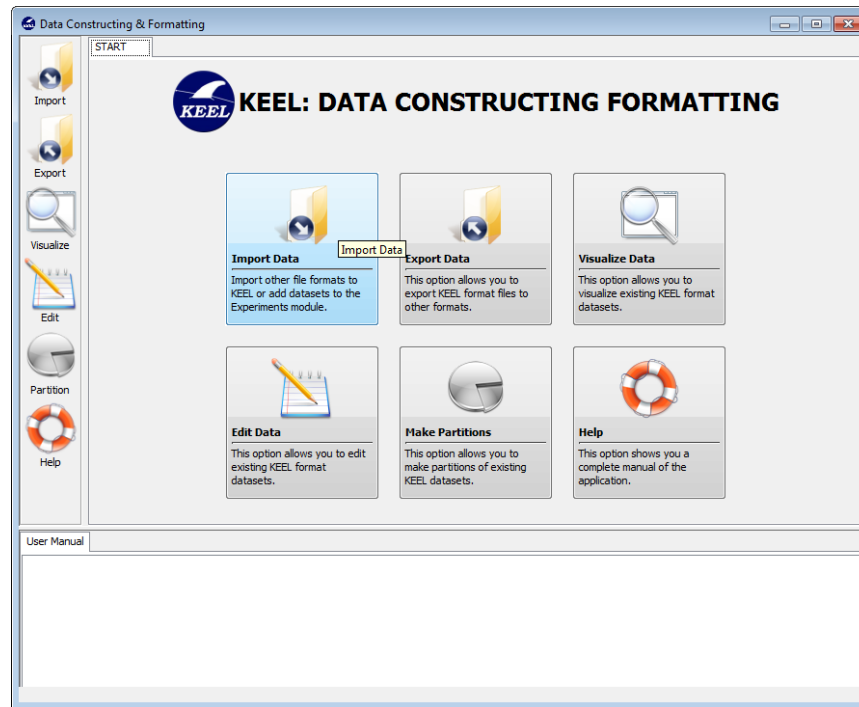 Data Constructing & Formatting
START
Import
Export
Visualize
Edit
Partition
Help
KEEL
KEEL: DATA CONSTRUCTING FORMATTING
Import Data
Import other file formats to
KEEL or add datasets to the
Experiments module.
Import Data
Export Data
This option allows you to
export KEEL format files to
other formats.
Visualize Data
This option allows you to
visualize existing KEEL format
datasets.
Edit Data
This option allows you to edit
existing KEEL format
datasets.
Make Partitions
This option allows you to
make partitions of existing
KEEL datasets.
Help
This option shows you a
complete manual of the
application.
User Manual